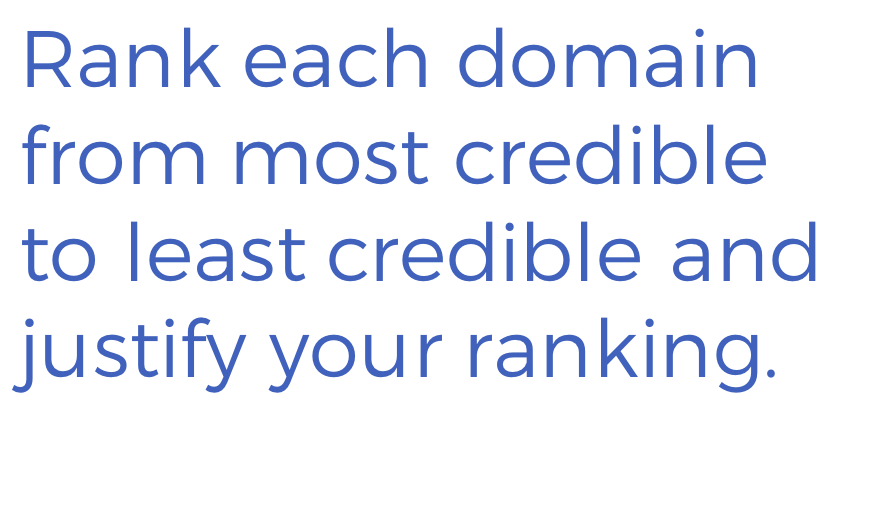 Rank each domain
from most credible
to least credible and
justify your ranking.